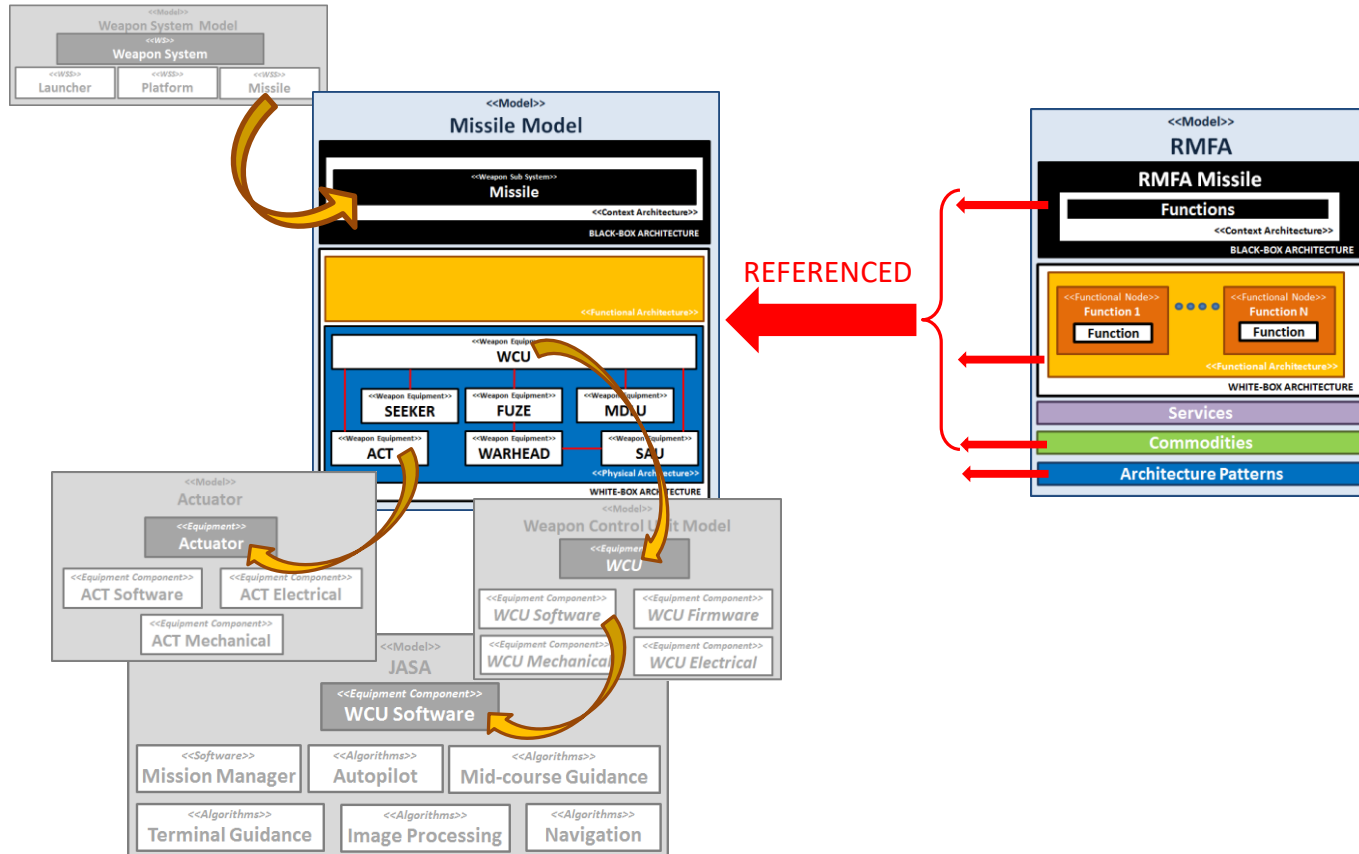 <<Model>>
Weapon System Model
<<WS>>
Weapon System
<<WSS>>
Launcher
<<WSS>>
Platform
<<WSS>>
Missile
<<Model>>
Missile Model
<<Weapon Sub System>>
Missile
<<Context Architecture>>
BLACK-BOX ARCHITECTURE
<<Functional Architecture>>
<<Weapon Equipment>>
WCU
<<Weapon Equipment>>
SEEKER
<<Weapon Equipment>>
FUZE
<<Weapon Equipment>>
<<Weapon Equipment>>
ACT
<<Weapon Equipment>>
WARHEAD
<<Weapon Equipment>>
SAU
<<Physical Architecture>>
WHITE-BOX ARCHITECTURE
REFERENCED
<<Model>>
RMFA
RMFA Missile
Functions
<<Context Architecture>>
BLACK-BOX ARCHITECTURE
<<Functional Node>>
Function 1
Function
<<Functional Node>>
Function N
Function
<<Functional Architecture>>
WHITE-BOX ARCHITECTURE
Services
Commodities
Architecture Patterns
<<Model>>
Actuator
<<Equipment>>
Actuator
<<Equipment Component>>
ACT Software
<<Equipment Component>>
ACT Electrical
<<Equipment Component>>
ACT Mechanical
<<Model>>
Weapon Control Unit Model
<<Equipment
WCU
<<Equipment Component>>
WCU Software
<<Equipment Component>>
WCU Firmware
<<Equipment Component>>
WCU Mechanical
<<Equipment Component>>
WCU Electrical
<<Model>>
JASA
<<Equipment Component>>
WCU Software
<<Software>>
Mission Manager
<<Algorithms>>
Autopilot
<<Algorithms>>
Mid-course Guidance
<<Algorithms>>
Terminal Guidance
<<Algorithms>>
Image Processing
<<Algorithms>>
Navigation